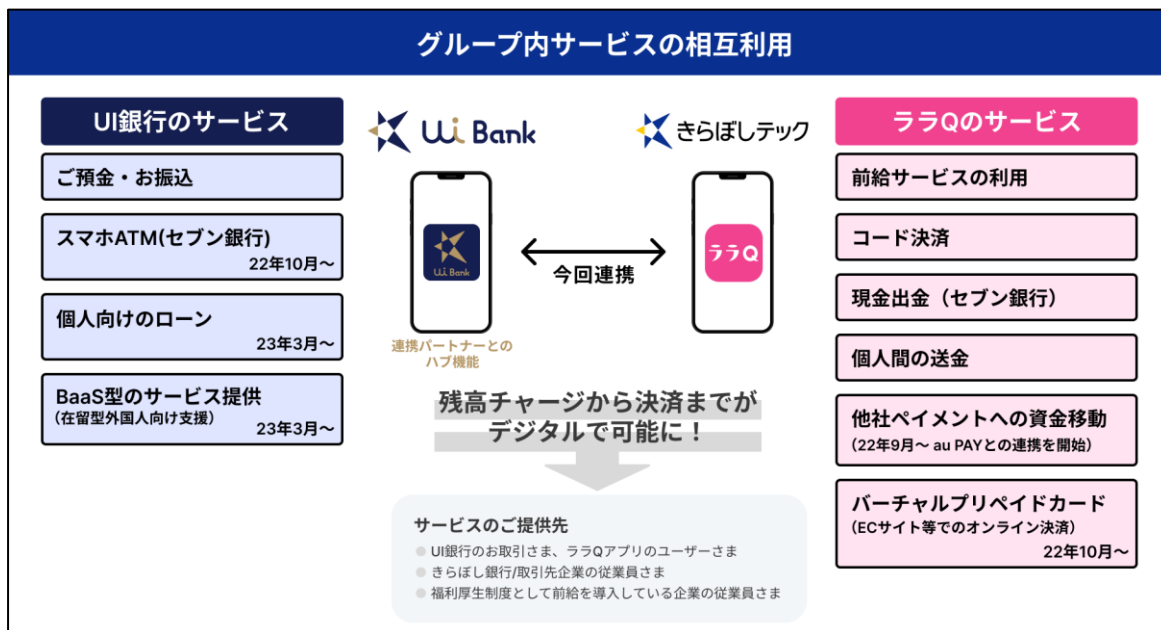 グループ内サービスの相互利用
UI銀行のサービス
ご預金・お振込
スマホATM(セブン銀行)
22年10月～
個人向けのローン
23年3月～
BaaS型のサービス提供
(在留型外国人向け支援)
23年3月～
Ui Bank
きらぼしテック
Ui Bank
ララQ
今回連携
連携パートナーとの
ハブ機能
残高チャージから決済までが
デジタルで可能に！
サービスのご提供先
UI銀行のお取引さま、ララQアプリのユーザーさま
きらぼし銀行/取引先企業の従業員さま
福利厚生制度として前給を導入している企業の従業員さま
ララQのサービス
前給サービスの利用
コード決済
現金出金（セブン銀行）
個人間の送金
他社ペイメントへの資金移動
(22年9月～ au PAYとの連携を開始)
バーチャルプリペイドカード
(ECサイト等でのオンライン決済)
22年10月～